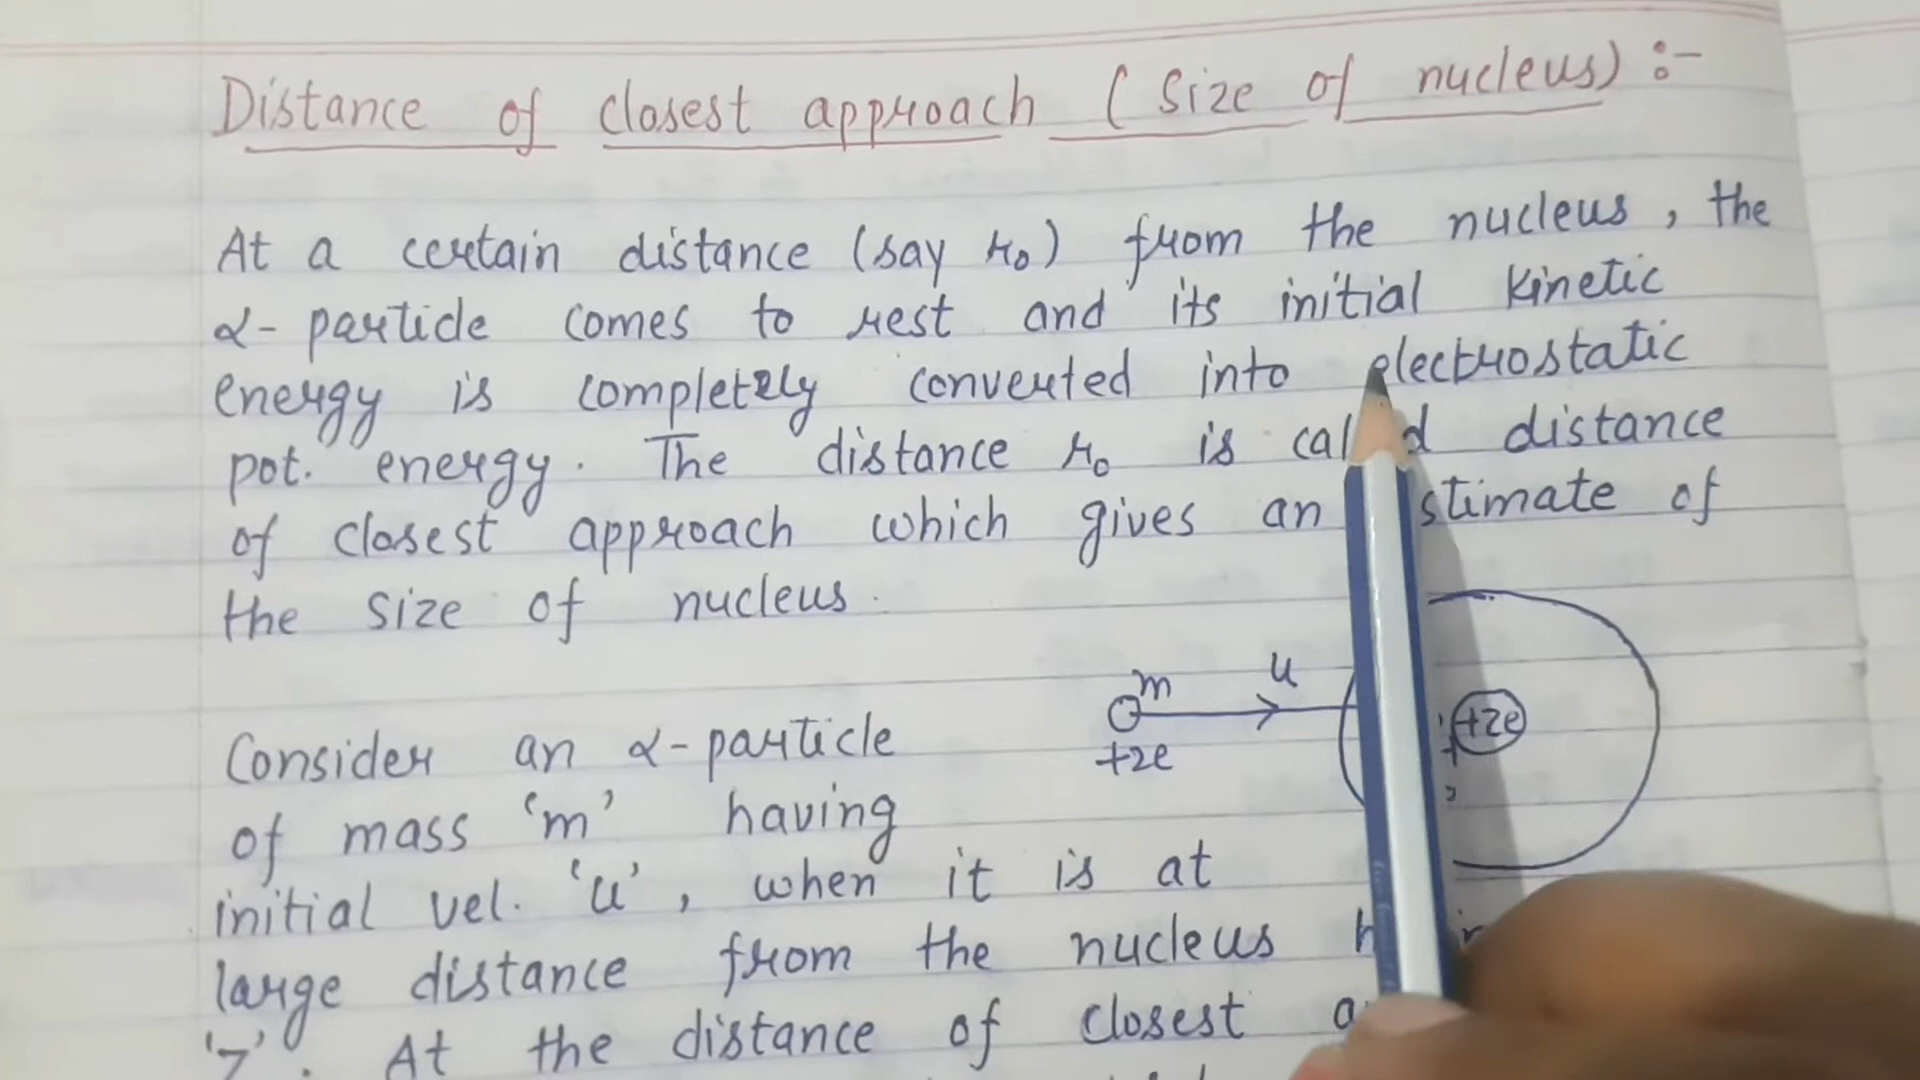 Distance of closest approach (size of nucleus) :-
At a certain distance (say r₀) from the nucleus, the
α-particle comes to rest and its initial kinetic
energy is completely converted into electrostatic
pot. energy. The distance r₀ is distance
of closest approach which gives an of
the size of nucleus.
m u
+2e +Ze
Consider an α-particle
of mass 'm' having
initial vel. 'u', when it is at
large distance from the nucleus
'Z'. At the distance of closest